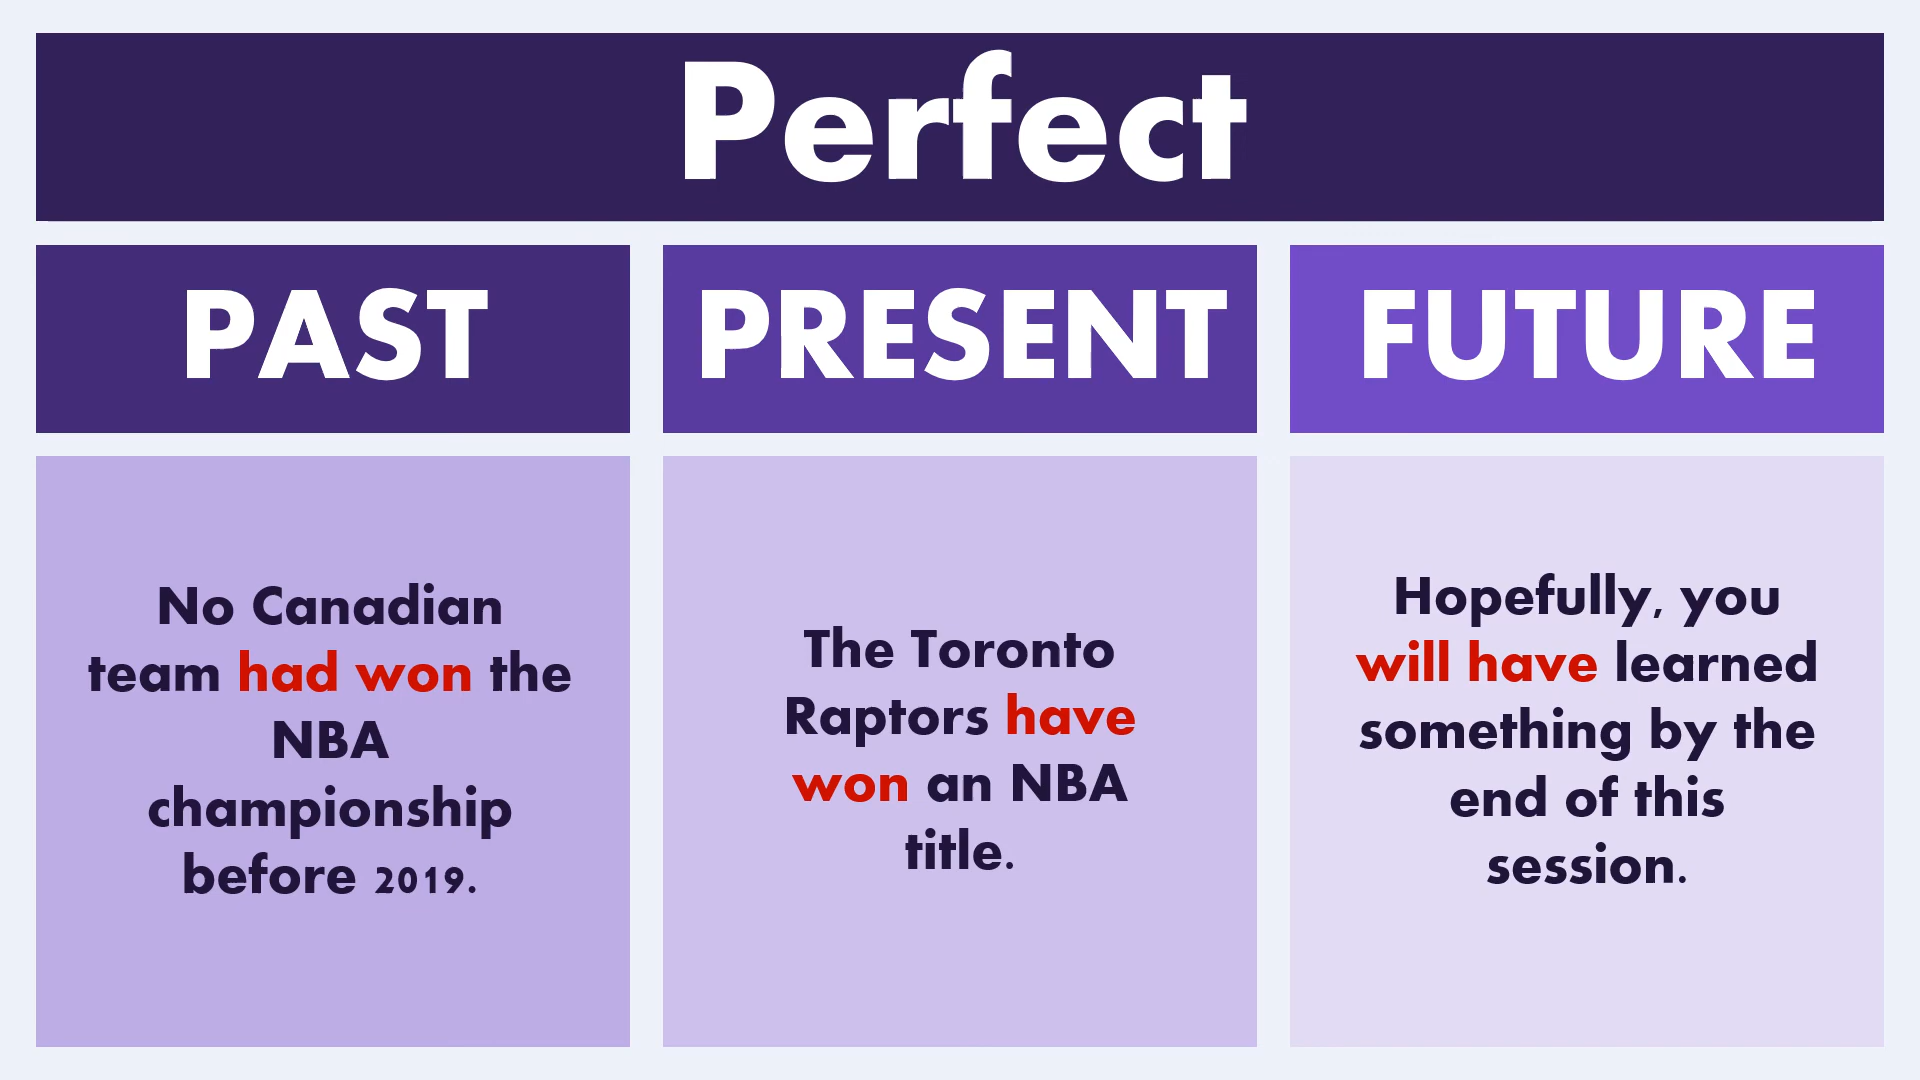 Perfect
PAST
PRESENT
FUTURE
No Canadian
team had won the
NBA
championship
before 2019.
The Toronto
Raptors have
won an NBA
title.
Hopefully, you
will have learned
something by the
end of this
session.